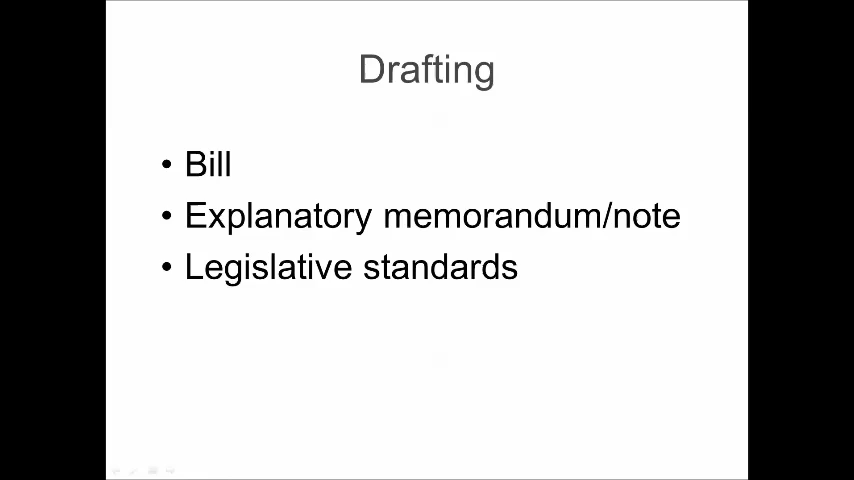 Drafting
• Bill
• Explanatory memorandum/note
• Legislative standards